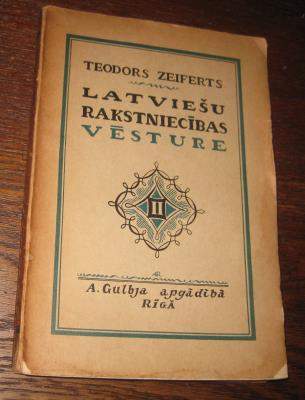 TEODORS ZEIFERTS
LATVIEŠU
RAKSTNIECĪBAS
VĒSTURE
II
A. Gulbja apgādībā
RĪGĀ